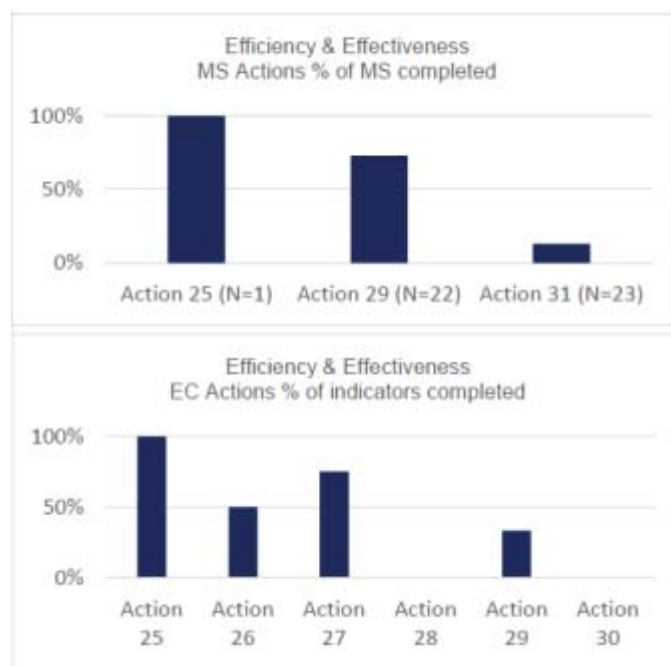 Efficiency & Effectiveness
MS Actions % of MS completed
100%
50%
0%
Action 25 (N=1) Action 29 (N=22) Action 31 (N=23)
Efficiency & Effectiveness
EC Actions % of indicators completed
100%
50%
0%
Action Action Action Action Action Action
25 26 27 28 29 30